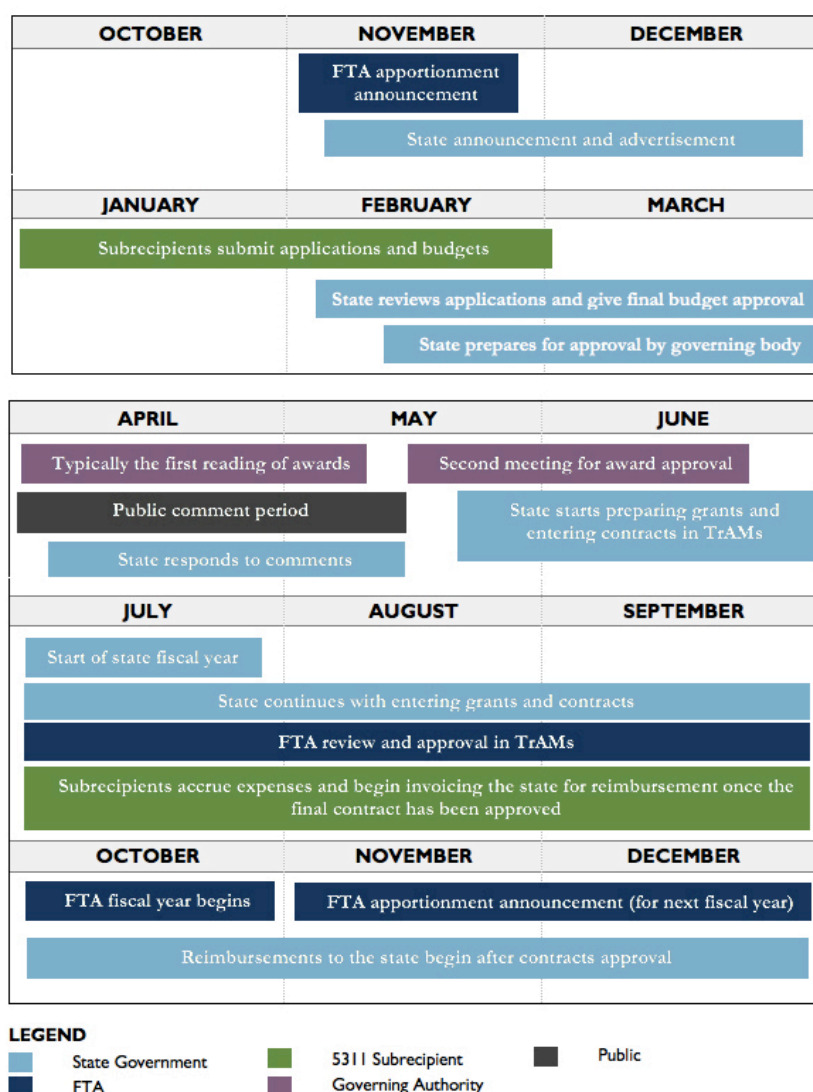 OCTOBER NOVEMBER DECEMBER
FTA apportionment
announcement
State announcement and advertisement
JANUARY FEBRUARY MARCH
Subrecipients submit applications and budgets
State reviews applications and give final budget approval
State prepares for approval by governing body
APRIL MAY JUNE
Typically the first reading of awards Second meeting for award approval
Public comment period
State starts preparing grants and
entering contracts in TrAMs
State responds to comments
JULY AUGUST SEPTEMBER
Start of state fiscal year
State continues with entering grants and contracts
FTA review and approval in TrAMs
Subrecipients accrue expenses and begin invoicing the state for reimbursement once the
final contract has been approved
OCTOBER NOVEMBER DECEMBER
FTA fiscal year begins FTA apportionment announcement (for next fiscal year)
Reimbursements to the state begin after contracts approval
LEGEND
State Government 5311 Subrecipient Public
FTA Governing Authority